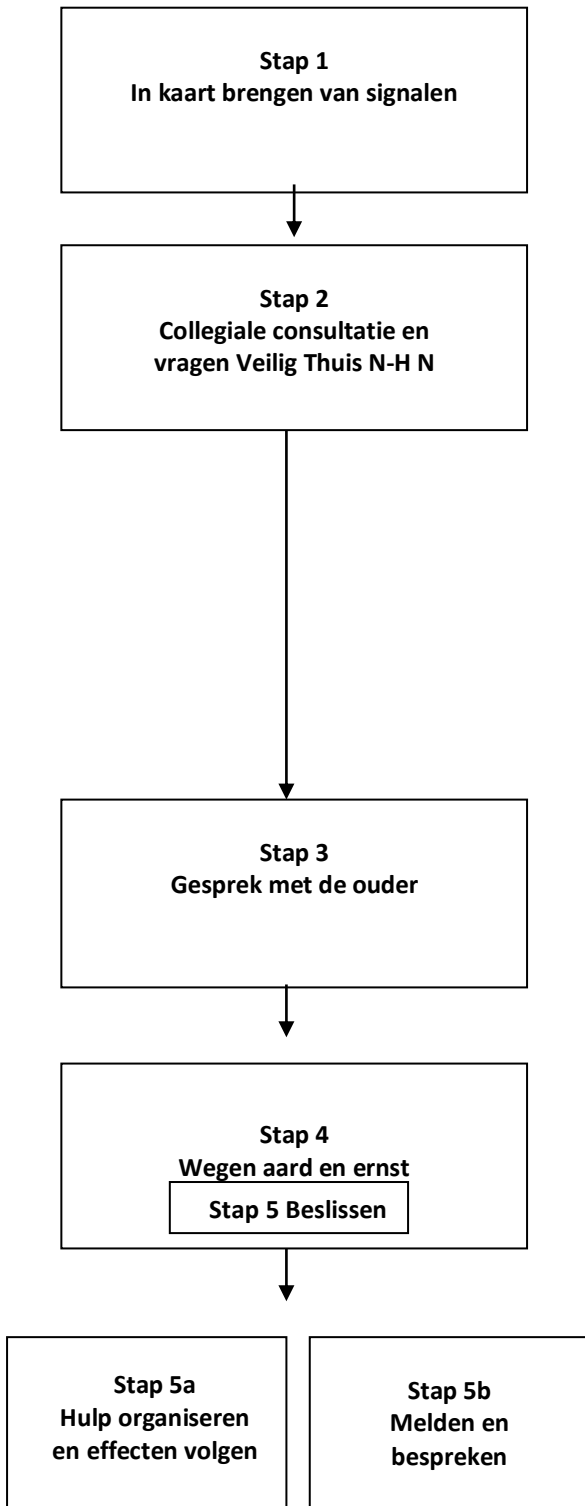 Stap 1
In kaart brengen van signalen
Stap 2
Collegiale consultatie en
vragen Veilig Thuis N-H N
Stap 3
Gesprek met de ouder
Stap 4
Wegen aard en ernst
Stap 5 Beslissen
Stap 5a
Hulp organiseren
en effecten volgen
Stap 5b
Melden en
bespreken